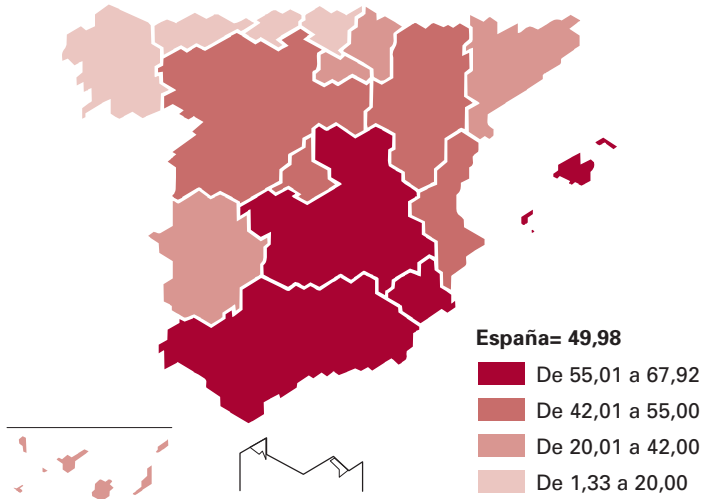 España= 49,98
De 55,01 a 67,92
De 42,01 a 55,00
De 20,01 a 42,00
De 1,33 a 20,00